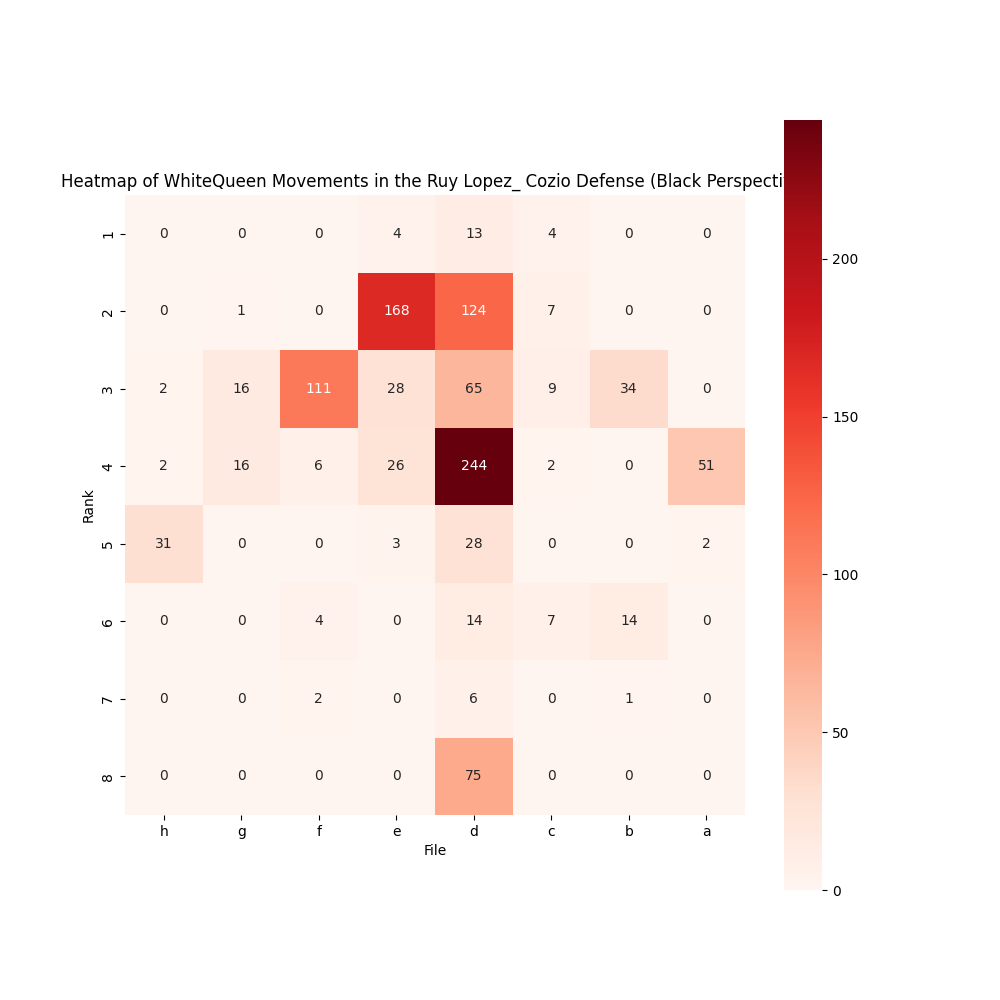 Heatmap of WhiteQueen Movements in the Ruy Lopez_ Cozio Defense (Black Perspecti
1 0 0 0 4 13 4 0 0
2 0 1 0 168 124 7 0 0
3 2 16 111 28 65 9 34 0
4 2 16 6 26 244 2 0 51
5 31 0 0 3 28 0 0 2
6 0 0 4 0 14 7 14 0
7 0 0 2 0 6 0 1 0
8 0 0 0 0 75 0 0 0
h g f e d c b a
File
Rank
200
150
100
50
0